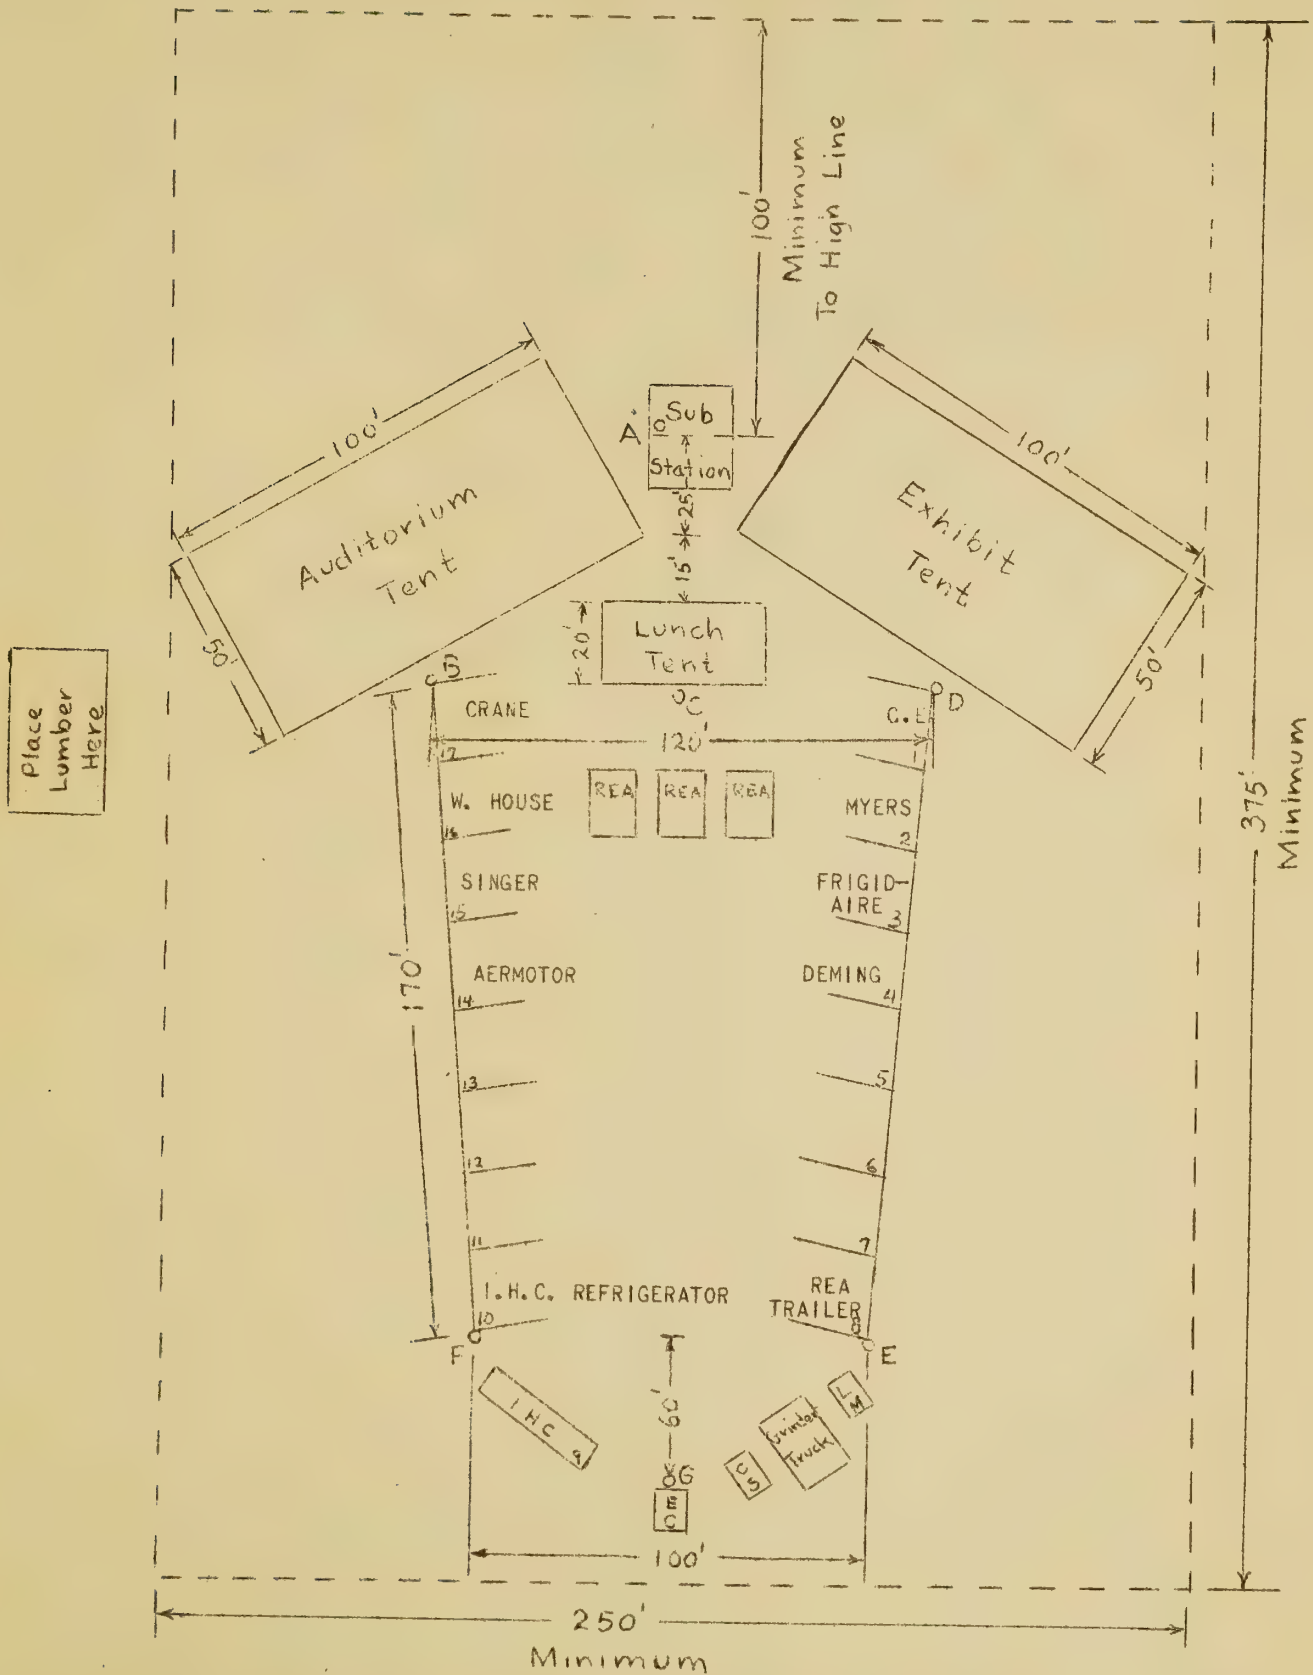 100'
Minimum
To High Line
375'
Minimum
100'
Auditorium
Tent
50'
A
Sub
Station
25'
15'
100'
Exhibit
Tent
50'
Lunch
Tent
20'
Place
Lumber
Here
B
C
D
CRANE
G.E.
120'
17
1
W. HOUSE
REA
REA
REA
MYERS
16
2
SINGER
FRIGID-
AIRE
15
3
AERMOTOR
DEMING
170'
14
4
13
5
12
6
11
7
I.H.C. REFRIGERATOR
REA
TRAILER
10
8
F
E
IHC 9
60'
G
LM
Grinder
Truck
100'
250'
Minimum